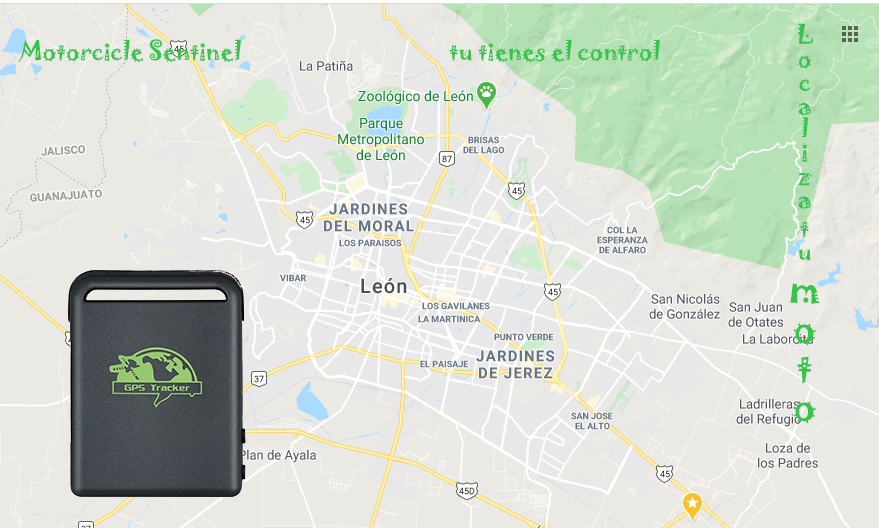 Motorcicle Sentinel
tu tienes el control
Localiza tu moto
45
La Patiña
Zoológico de León
Parque
Metropolitano
de León
87
BRISAS
DEL LAGO
JALISCO
GUANAJUATO
45
45
JARDINES
DEL MORAL
LOS PARAISOS
COL LA
ESPERANZA
DE ALFARO
VIBAR
León
45
LOS GAVILANES
LA MARTINICA
San Nicolás
de González
San Juan
de Otates
La Laborcita
PUNTO VERDE
EL PAISAJE
JARDINES
DE JEREZ
37
GPS Tracker
SAN JOSE
EL ALTO
Ladrilleras
del Refugio
Plan de Ayala
Loza de
los Padres
45
45D
37